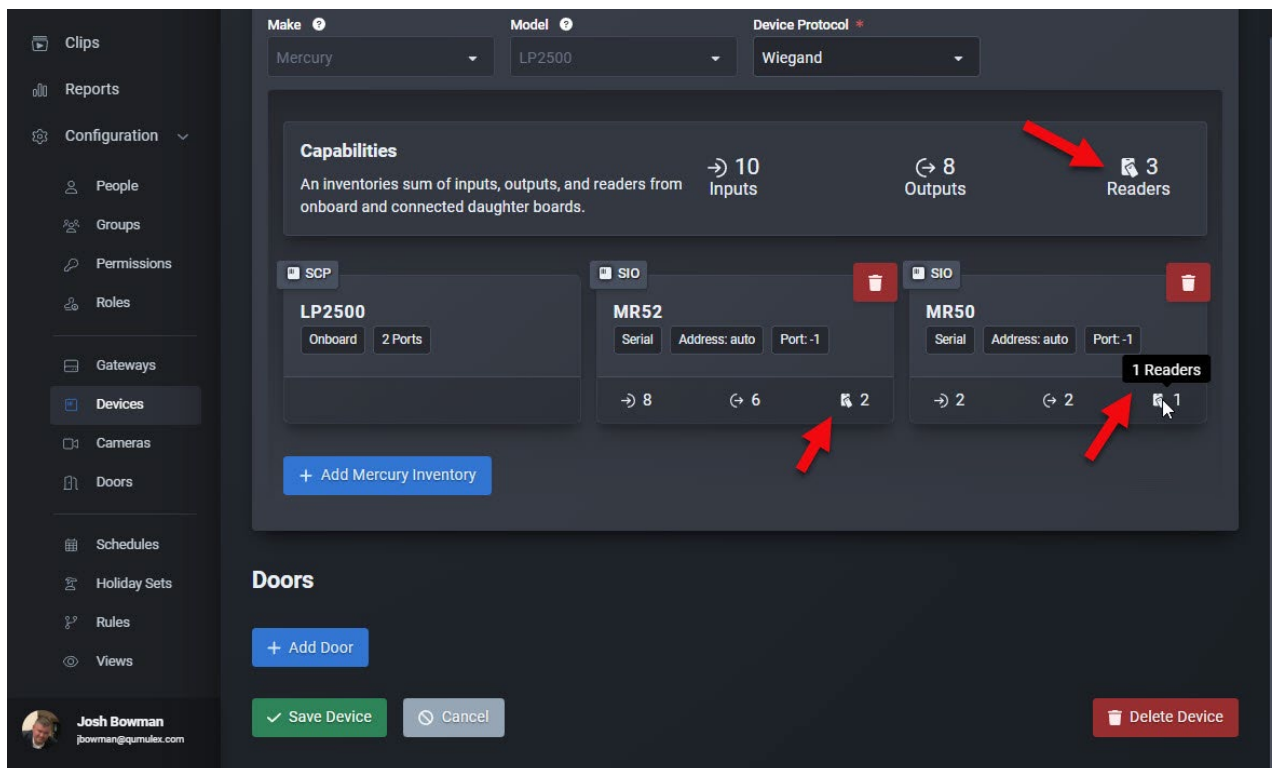 Clips
Reports
Configuration
People
Groups
Permissions
Roles
Gateways
Devices
Cameras
Doors
Schedules
Holiday Sets
Rules
Views
Josh Bowman
jbowman@qumulex.com
Make ? Model ? Device Protocol *
Mercury LP2500 Wiegand
Capabilities
An inventories sum of inputs, outputs, and readers from
onboard and connected daughter boards.
10
Inputs
8
Outputs
3
Readers
SCP
LP2500
Onboard 2 Ports
SIO
MR52
Serial Address: auto Port: -1
8 6 2
SIO
MR50
Serial Address: auto Port: -1
1 Readers
2 2 1
+ Add Mercury Inventory
Doors
+ Add Door
Save Device Cancel Delete Device